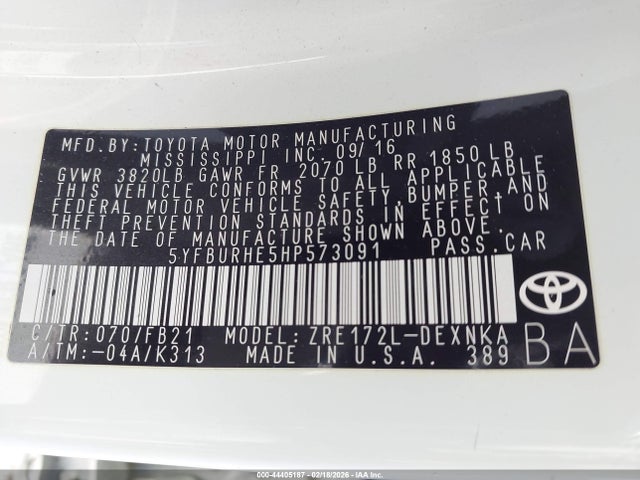 MFD.BY:TOYOTA MOTOR MANUFACTURING
MISSISSIPPI INC. 09/16
GVWR 3820LB GAWR FR 2070 LB RR 1850 LB
THIS VEHICLE CONFORMS TO ALL APPLICABLE
FEDERAL MOTOR VEHICLE SAFETY,BUMPER,AND
THEFT PREVENTION STANDARDS IN EFFECT ON
THE DATE OF MANUFACTURE SHOWN ABOVE.
5YFBURHE5HP573091 PASS.CAR
C/TR:070/FB21 MODEL: ZRE172L-DEXNKA
A/TM:-04A/K313 MADE IN U.S.A. 389
TOYOTA
BA
000-44405187 - 02/18/2026 - IAA Inc.